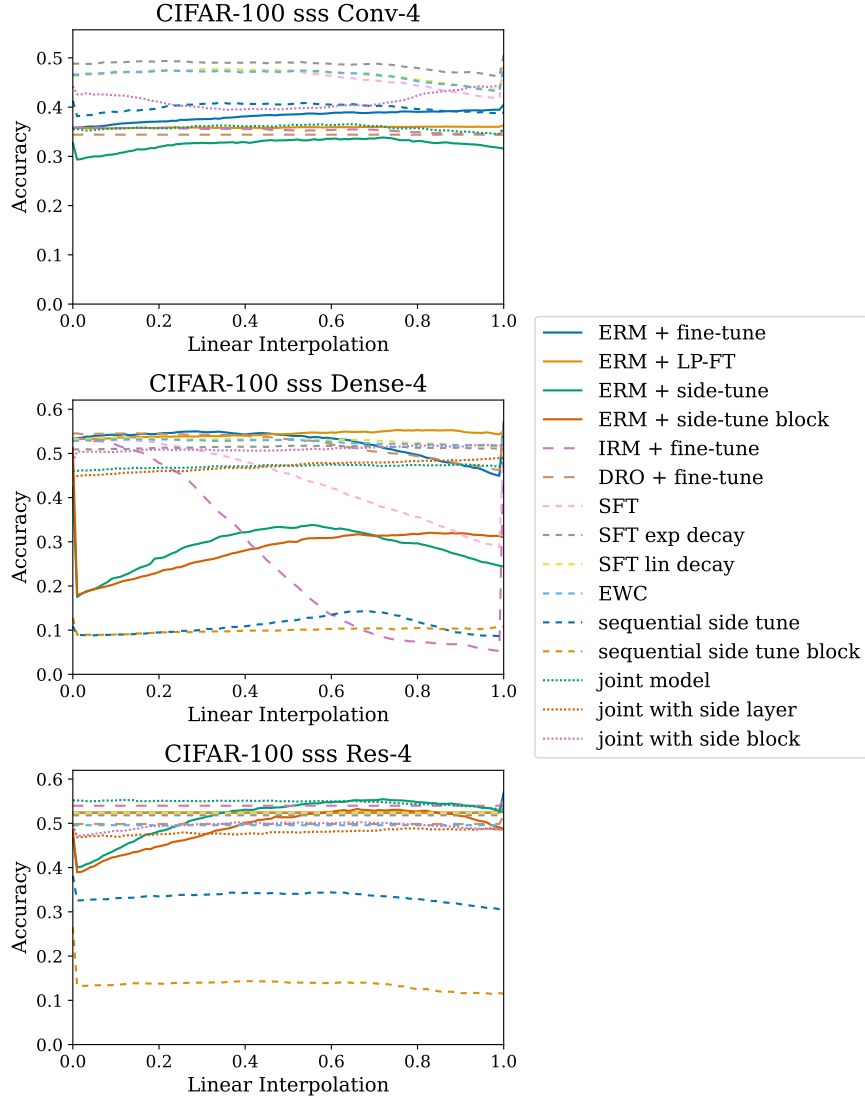 CIFAR-100 sss Conv-4
0.5
0.4
0.3
0.2
0.1
0.0
Accuracy
0.0 0.2 0.4 0.6 0.8 1.0
Linear Interpolation
CIFAR-100 sss Dense-4
0.6
0.5
0.4
0.3
0.2
0.1
0.0
Accuracy
0.0 0.2 0.4 0.6 0.8 1.0
Linear Interpolation
CIFAR-100 sss Res-4
0.6
0.5
0.4
0.3
0.2
0.1
0.0
Accuracy
0.0 0.2 0.4 0.6 0.8 1.0
Linear Interpolation
ERM + fine-tune
ERM + LP-FT
ERM + side-tune
ERM + side-tune block
IRM + fine-tune
DRO + fine-tune
SFT
SFT exp decay
SFT lin decay
EWC
sequential side tune
sequential side tune block
joint model
joint with side layer
joint with side block